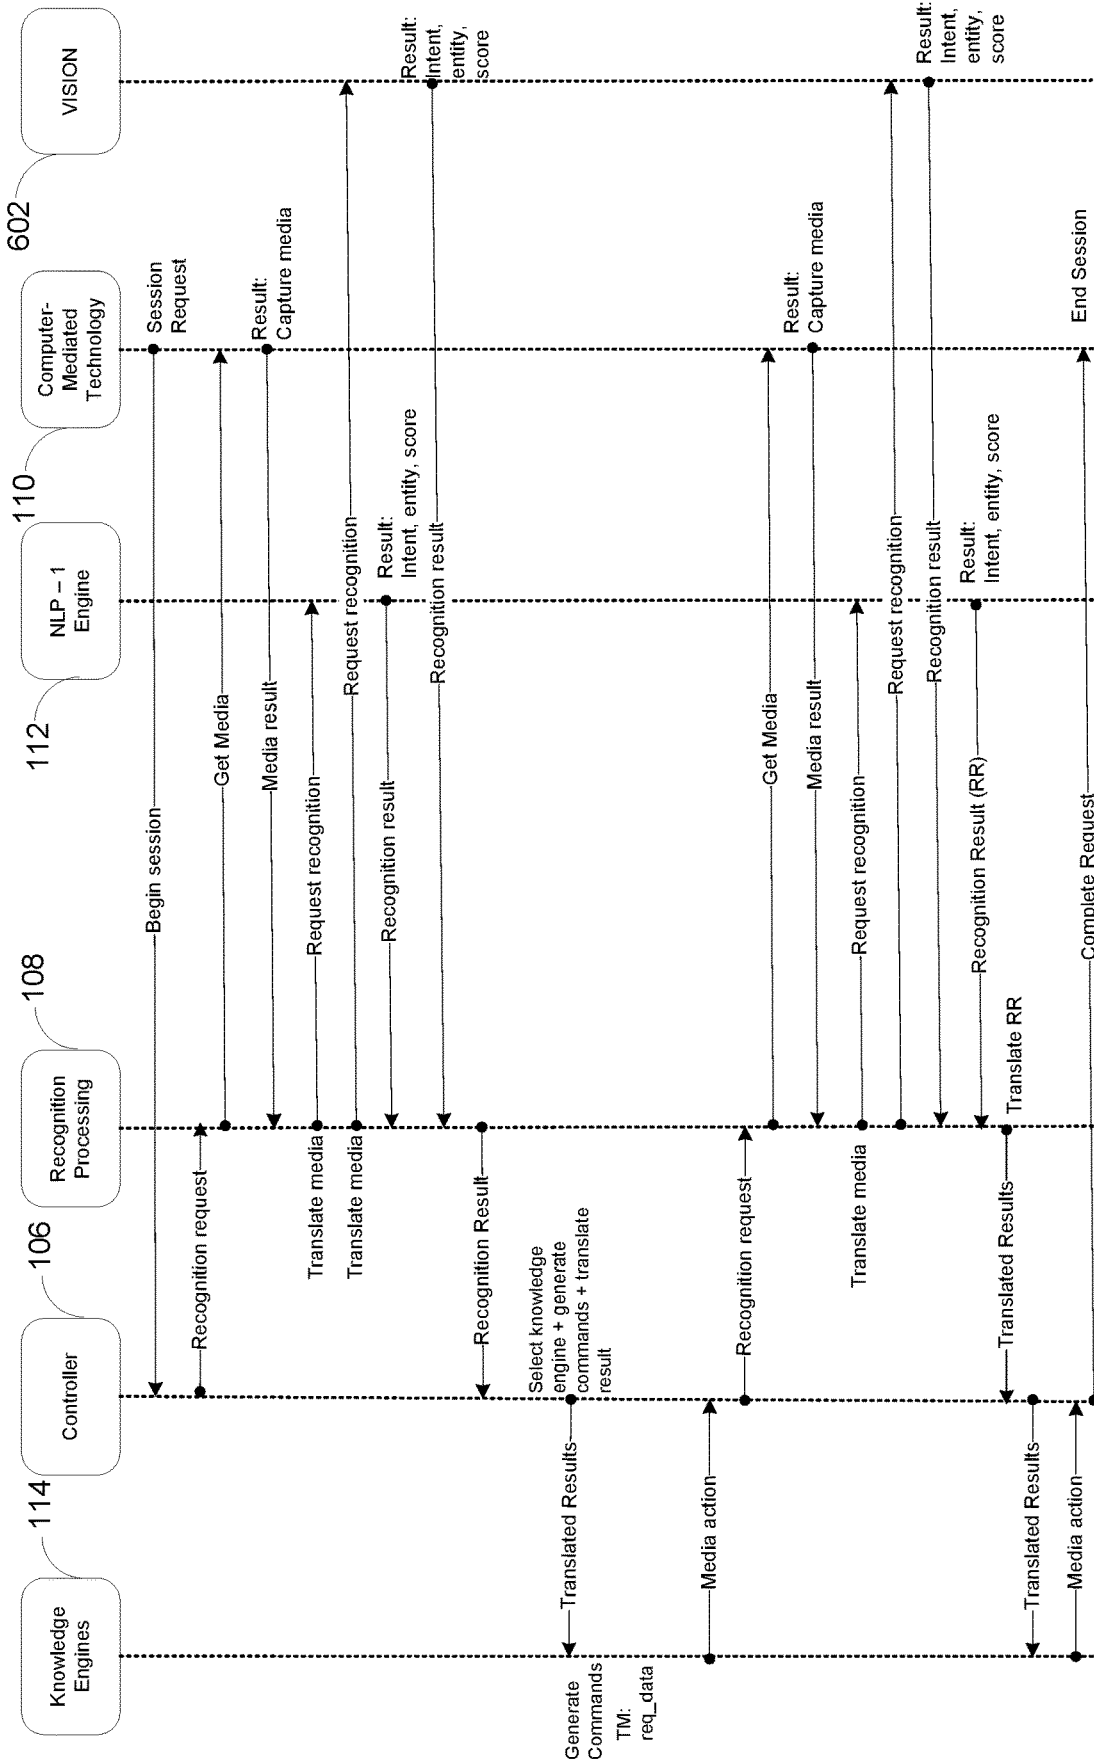 Knowledge
Engines
114
Controller
106
Recognition
Processing
108
NLP – 1
Engine
112
Computer-
Mediated
Technology
110
VISION
602
Session
Request
Begin session
Recognition request
Get Media
Result:
Capture media
Media result
Translate media
Request recognition
Translate media
Request recognition
Result:
Intent, entity, score
Recognition result
Result:
Intent,
entity,
score
Recognition result
Recognition Result
Select knowledge
engine + generate
commands + translate
result
Translated Results
Generate
Commands
TM:
req_data
Media action
Recognition request
Get Media
Result:
Capture media
Media result
Translate media
Request recognition
Request recognition
Result:
Intent,
entity,
score
Recognition result
Result:
Intent, entity, score
Recognition Result (RR)
Translate RR
Translated Results
Translated Results
Media action
Complete Request
End Session